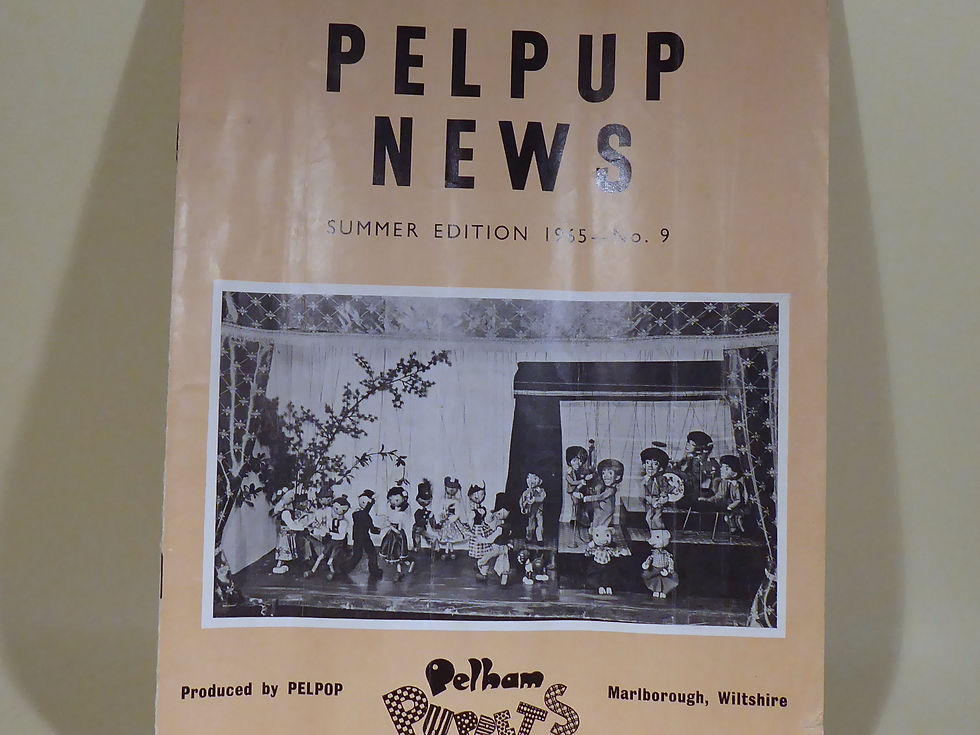 PELPUP
NEWS
SUMMER EDITION 1965—No. 9
Produced by PELPOP
Pelham
PUPPETS
Marlborough, Wiltshire